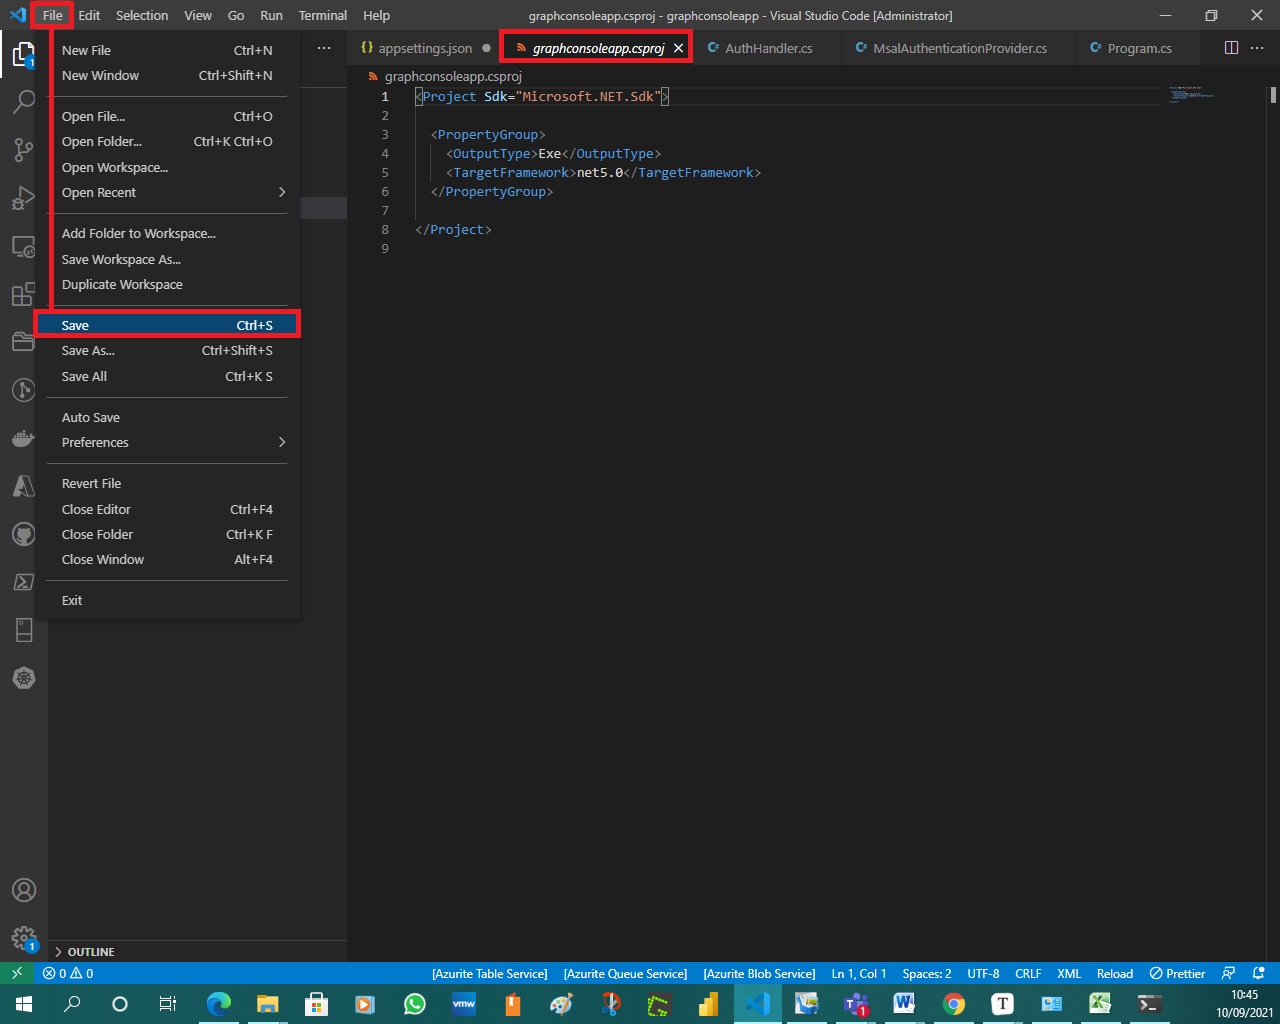 File Edit Selection View Go Run Terminal Help graphconsoleapp.csproj - graphconsoleapp - Visual Studio Code [Administrator]
New File Ctrl+N
New Window Ctrl+Shift+N
Open File... Ctrl+O
Open Folder... Ctrl+K Ctrl+O
Open Workspace...
Open Recent
Add Folder to Workspace...
Save Workspace As...
Duplicate Workspace
Save Ctrl+S
Save As... Ctrl+Shift+S
Save All Ctrl+K S
Auto Save
Preferences
Revert File
Close Editor Ctrl+F4
Close Folder Ctrl+K F
Close Window Alt+F4
Exit
1
1
OUTLINE
{} appsettings.json graphconsoleapp.csproj AuthHandler.cs MsalAuthenticationProvider.cs Program.cs
graphconsoleapp.csproj
1 <Project Sdk="Microsoft.NET.Sdk">
2
3 <PropertyGroup>
4 <OutputType>Exe</OutputType>
5 <TargetFramework>net5.0</TargetFramework>
6 </PropertyGroup>
7
8 </Project>
9
0 0 [Azurite Table Service] [Azurite Queue Service] [Azurite Blob Service] Ln 1, Col 1 Spaces: 2 UTF-8 CRLF XML Reload Prettier
vmw 1 T
10:45
10/09/2021